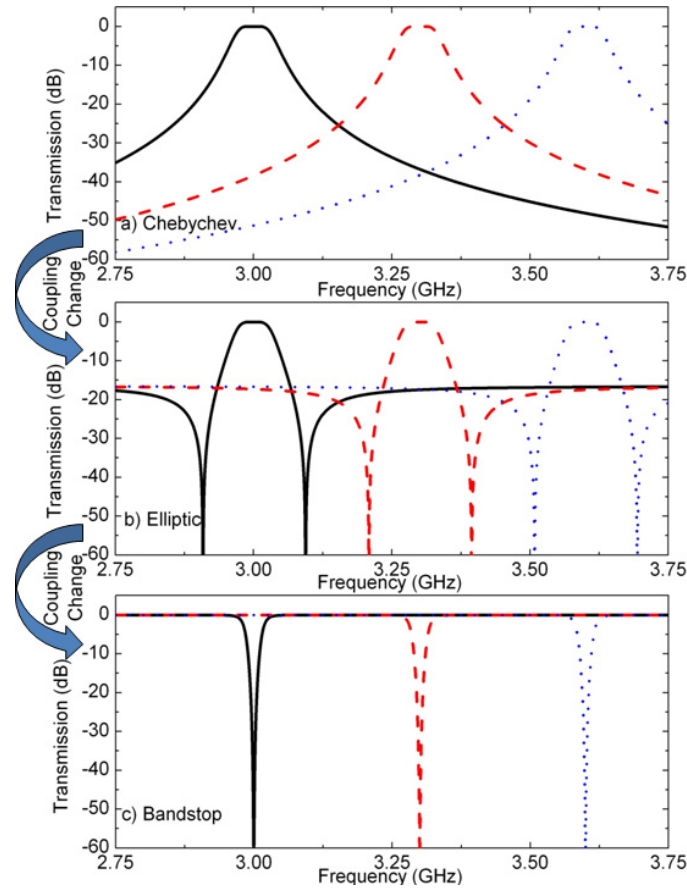 0
-10
-20
-30
-40
-50
-60
Transmission (dB)
a) Chebychev
2.75 3.00 3.25 3.50 3.75
Frequency (GHz)
Coupling
Change
0
-10
-20
-30
-40
-50
-60
Transmission (dB)
b) Elliptic
2.75 3.00 3.25 3.50 3.75
Frequency (GHz)
Coupling
Change
0
-10
-20
-30
-40
-50
-60
Transmission (dB)
c) Bandstop
2.75 3.00 3.25 3.50 3.75
Frequency (GHz)